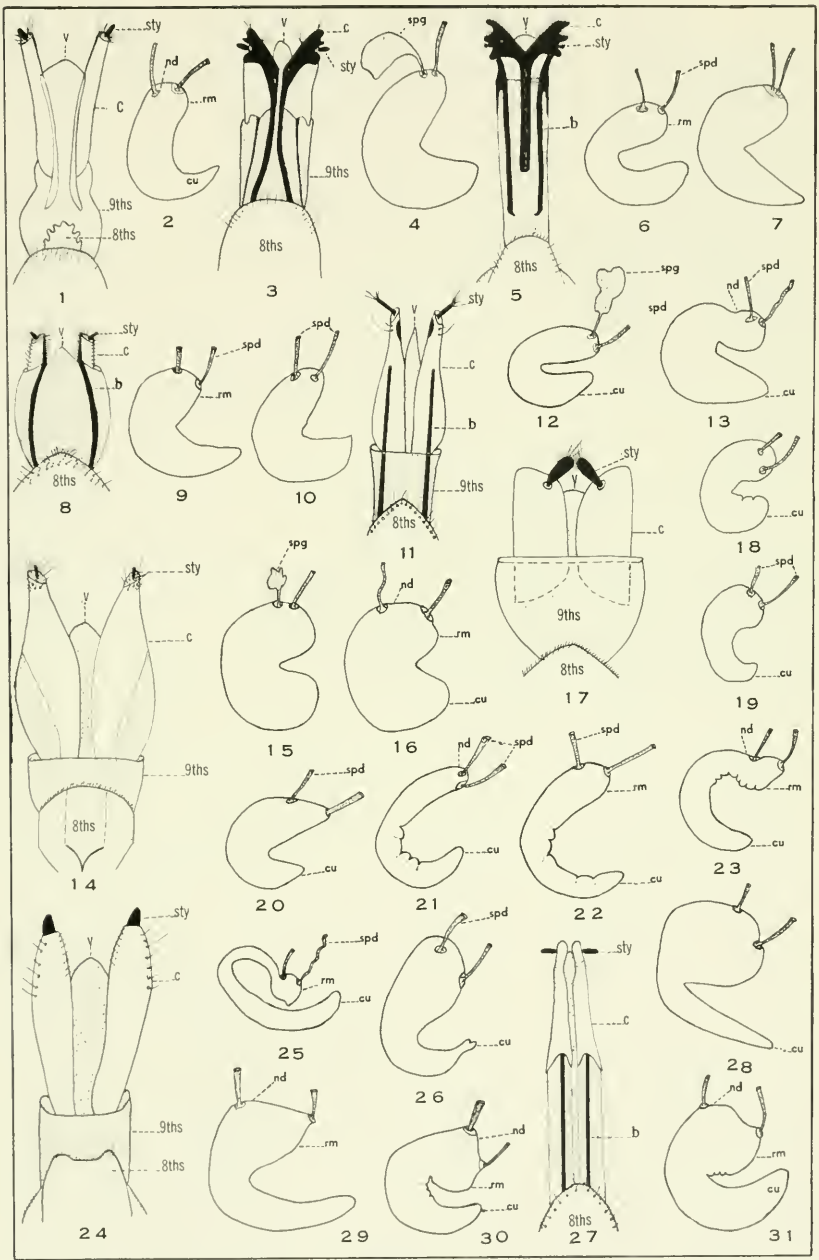 sty
v
C
9ths
8ths
1
nd
rm
cu
2
v
c
sty
9ths
8ths
3
spg
4
v
c
sty
b
8ths
5
spd
rm
6
7
v
sty
c
b
8ths
8
spd
rm
9
spd
10
sty
v
c
b
9ths
8ths
11
spg
spd
cu
12
spd
nd
cu
13
sty
v
c
9ths
8ths
14
spg
15
nd
rm
cu
16
sty
v
c
9ths
8ths
17
cu
18
spd
cu
19
spd
cu
20
nd
spd
cu
21
spd
rm
cu
22
nd
rm
cu
23
sty
v
c
9ths
8ths
24
spd
rm
cu
25
spd
cu
26
sty
c
b
8ths
27
cu
28
nd
rm
29
nd
rm
cu
30
nd
rm
cu
31